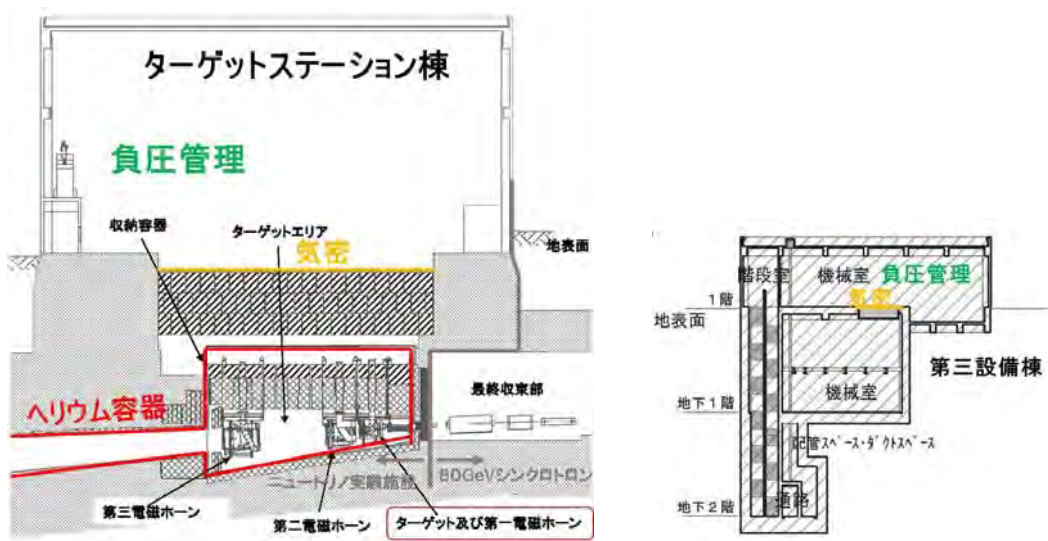 ターゲットステーション棟
負圧管理
収納容器
ターゲットエリア
気密
地表面
ヘリウム容器
最終収束部
ニュートリノ実験施設
50GeVシンクロトロン
第三電磁ホーン
第二電磁ホーン
ターゲット及び第一電磁ホーン
階段室
機械室
負圧管理
1階
気密
地表面
第三設備棟
機械室
地下1階
配管スペース・ダクトスペース
通路
地下2階